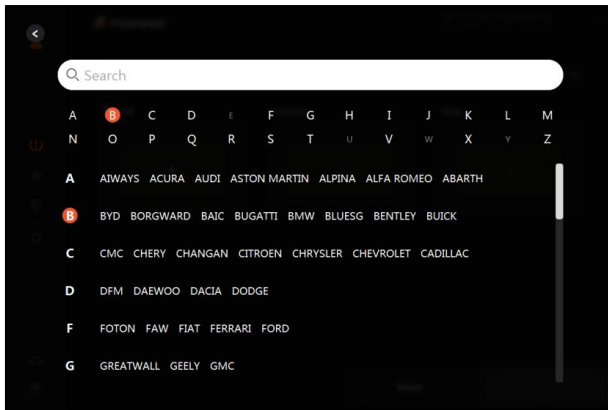 Search
A B C D E F G H I J K L M
N O P Q R S T U V W X Y Z
A AIWAYS ACURA AUDI ASTON MARTIN ALPINA ALFA ROMEO ABARTH
B BYD BORGWARD BAIC BUGATTI BMW BLUESG BENTLEY BUICK
C CMC CHERY CHANGAN CITROEN CHRYSLER CHEVROLET CADILLAC
D DFM DAEWOO DACIA DODGE
F FOTON FAW FIAT FERRARI FORD
G GREATWALL GEELY GMC